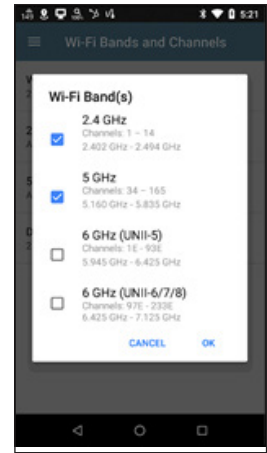 5:21
Wi-Fi Bands and Channels
Wi-Fi Band(s)
2.4 GHz
Channels: 1 – 14
2.402 GHz - 2.494 GHz
5 GHz
Channels: 34 – 165
5.160 GHz - 5.835 GHz
6 GHz (UNII-5)
Channels: 1E - 93E
5.945 GHz - 6.425 GHz
6 GHz (UNII-6/7/8)
Channels: 97E - 233E
6.425 GHz - 7.125 GHz
CANCEL OK